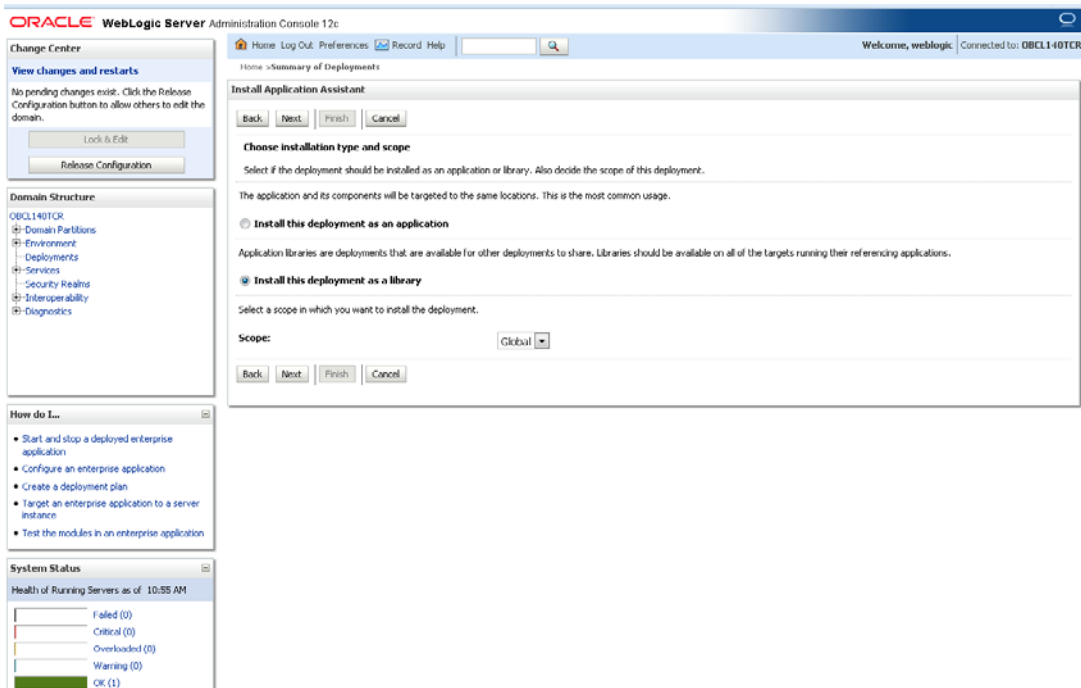 ORACLE WebLogic Server Administration Console 12c
Change Center
View changes and restarts
No pending changes exist. Click the Release
Configuration button to allow others to edit the
domain.
Lock & Edit
Release Configuration
Domain Structure
OBCL140TCR
Domain Partitions
Environment
Deployments
Services
Security Realms
Interoperability
Diagnostics
How do I...
Start and stop a deployed enterprise
application
Configure an enterprise application
Create a deployment plan
Target an enterprise application to a server
instance
Test the modules in an enterprise application
System Status
Health of Running Servers as of 10:55 AM
Failed (0)
Critical (0)
Overloaded (0)
Warning (0)
OK (1)
Home Log Out Preferences Record Help
Welcome, weblogic Connected to: OBCL140TCR
Home >Summary of Deployments
Install Application Assistant
Back Next Finish Cancel
Choose installation type and scope
Select if the deployment should be installed as an application or library. Also decide the scope of this deployment.
The application and its components will be targeted to the same locations. This is the most common usage.
Install this deployment as an application
Application libraries are deployments that are available for other deployments to share. Libraries should be available on all of the targets running their referencing applications.
Install this deployment as a library
Select a scope in which you want to install the deployment.
Scope: Global
Back Next Finish Cancel